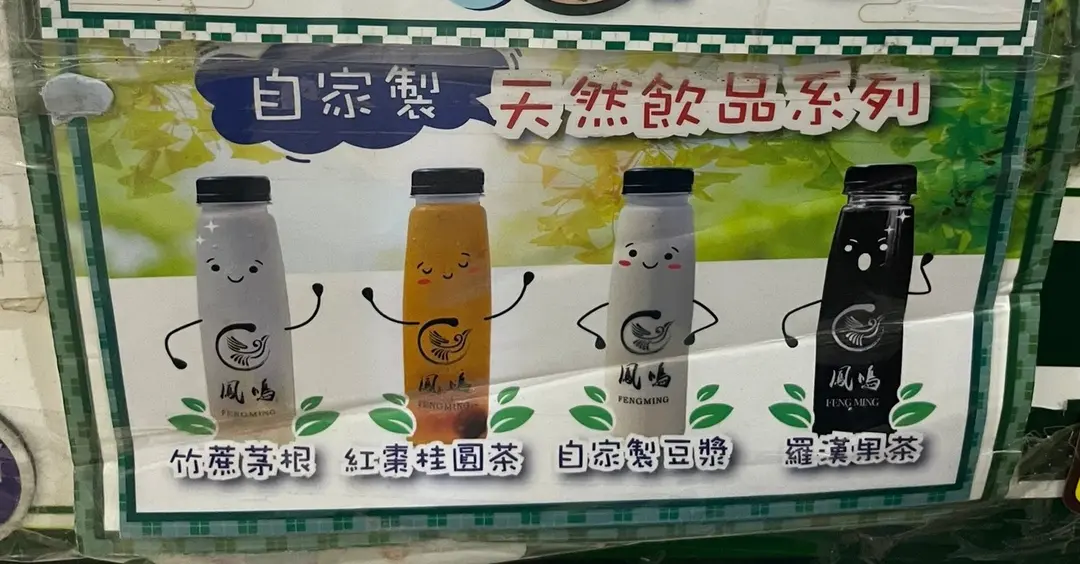 自家製 天然飲品系列
鳳鳴
FENGMING
鳳鳴
FENGMING
鳳鳴
FENGMING
鳳鳴
FENG MING
竹蔗茅根 紅棗桂圓茶 自家製豆漿 羅漢果茶